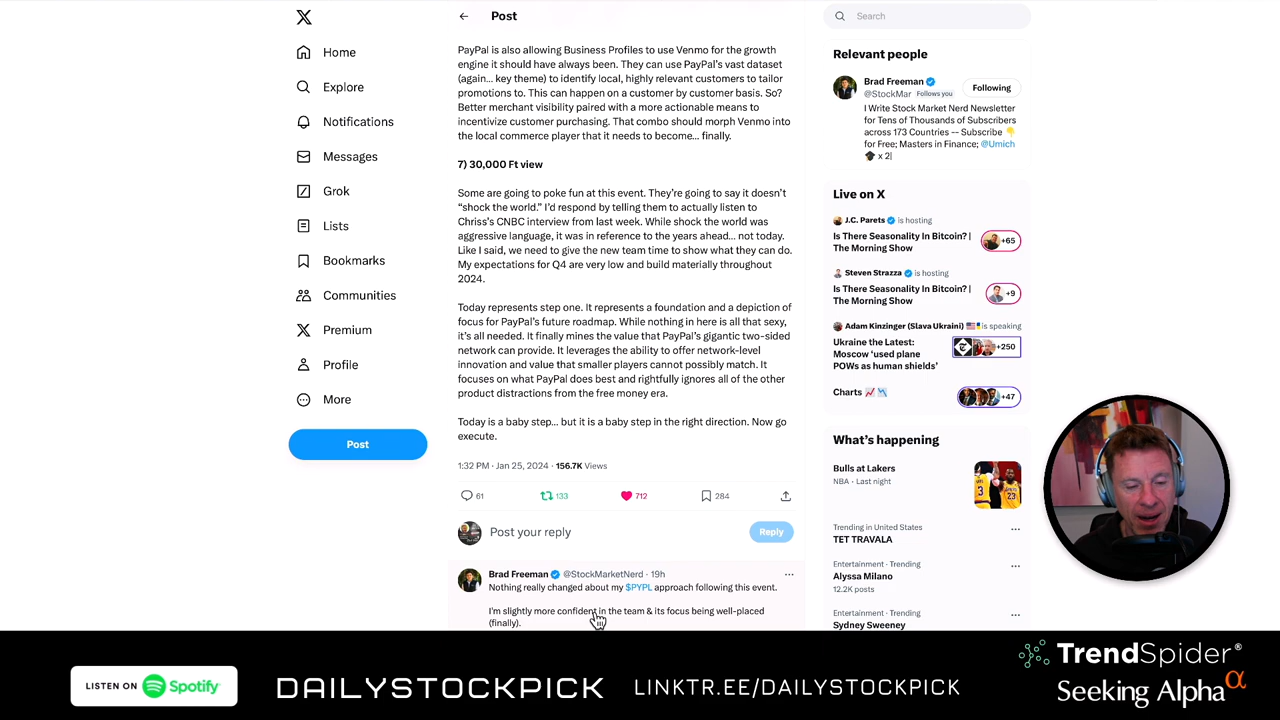 Home
Explore
Notifications
Messages
Grok
Lists
Bookmarks
Communities
Premium
Profile
More
Post
Post
PayPal is also allowing Business Profiles to use Venmo for the growth
engine it should have always been. They can use PayPal's vast dataset
(again... key theme) to identify local, highly relevant customers to tailor
promotions to. This can happen on a customer by customer basis. So?
Better merchant visibility paired with a more actionable means to
incentivize customer purchasing. That combo should morph Venmo into
the local commerce player that it needs to become... finally.
7) 30,000 Ft view
Some are going to poke fun at this event. They're going to say it doesn't
“shock the world.” I'd respond by telling them to actually listen to
Chriss's CNBC interview from last week. While shock the world was
aggressive language, it was in reference to the years ahead... not today.
Like I said, we need to give the new team time to show what they can do.
My expectations for Q4 are very low and build materially throughout
2024.
Today represents step one. It represents a foundation and a depiction of
focus for PayPal's future roadmap. While nothing in here is all that sexy,
it's all needed. It finally mines the value that PayPal's gigantic two-sided
network can provide. It leverages the ability to offer network-level
innovation and value that smaller players cannot possibly match. It
focuses on what PayPal does best and rightfully ignores all of the other
product distractions from the free money era.
Today is a baby step... but it is a baby step in the right direction. Now go
execute.
1:32 PM · Jan 25, 2024 · 156.7K Views
61 133 712 284
Post your reply
Reply
Brad Freeman @StockMarketNerd · 19h
Nothing really changed about my $PYPL approach following this event.
I'm slightly more confident in the team & its focus being well-placed
(finally).
Search
Relevant people
Brad Freeman
@StockMar Follows you
Following
I Write Stock Market Nerd Newsletter
for Tens of Thousands of Subscribers
across 173 Countries -- Subscribe 👇
for Free; Masters in Finance; @Umich
🎓 x 2|
Live on X
J.C. Parets is hosting
Is There Seasonality In Bitcoin? |
The Morning Show
+65
Steven Strazza is hosting
Is There Seasonality In Bitcoin? |
The Morning Show
+9
Adam Kinzinger (Slava Ukraini) 🇺🇸🇺🇦 is speaking
Ukraine the Latest:
Moscow ‘used plane
POWs as human shields’
+250
Charts 📈 📉
+47
What's happening
Bulls at Lakers
NBA · Last night
Trending in United States
TET TRAVALA
Entertainment · Trending
Alyssa Milano
12.2K posts
Entertainment · Trending
Sydney Sweeney
LISTEN ON Spotify
DAILYSTOCKPICK
LINKTR.EE/DAILYSTOCKPICK
TrendSpider®
Seeking Alpha α